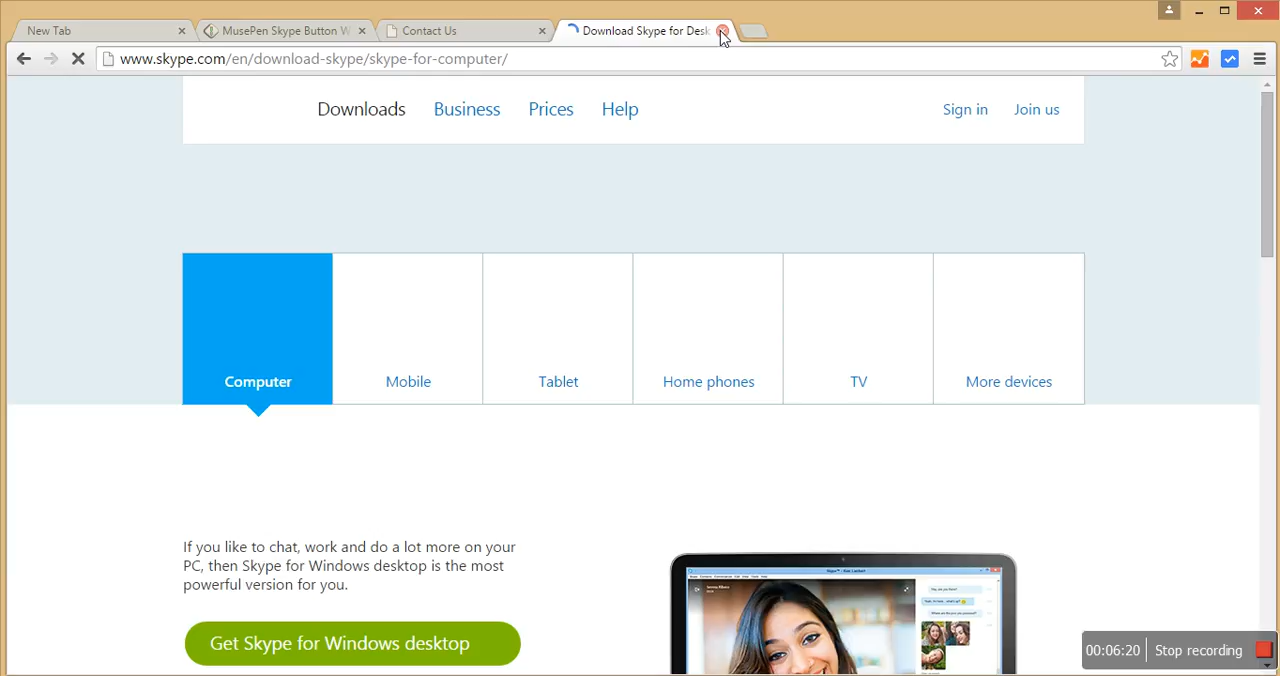 New Tab
MusePen Skype Button W
Contact Us
Download Skype for Desk
www.skype.com/en/download-skype/skype-for-computer/
Downloads
Business
Prices
Help
Sign in
Join us
Computer
Mobile
Tablet
Home phones
TV
More devices
If you like to chat, work and do a lot more on your
PC, then Skype for Windows desktop is the most
powerful version for you.
Get Skype for Windows desktop
00:06:20
Stop recording